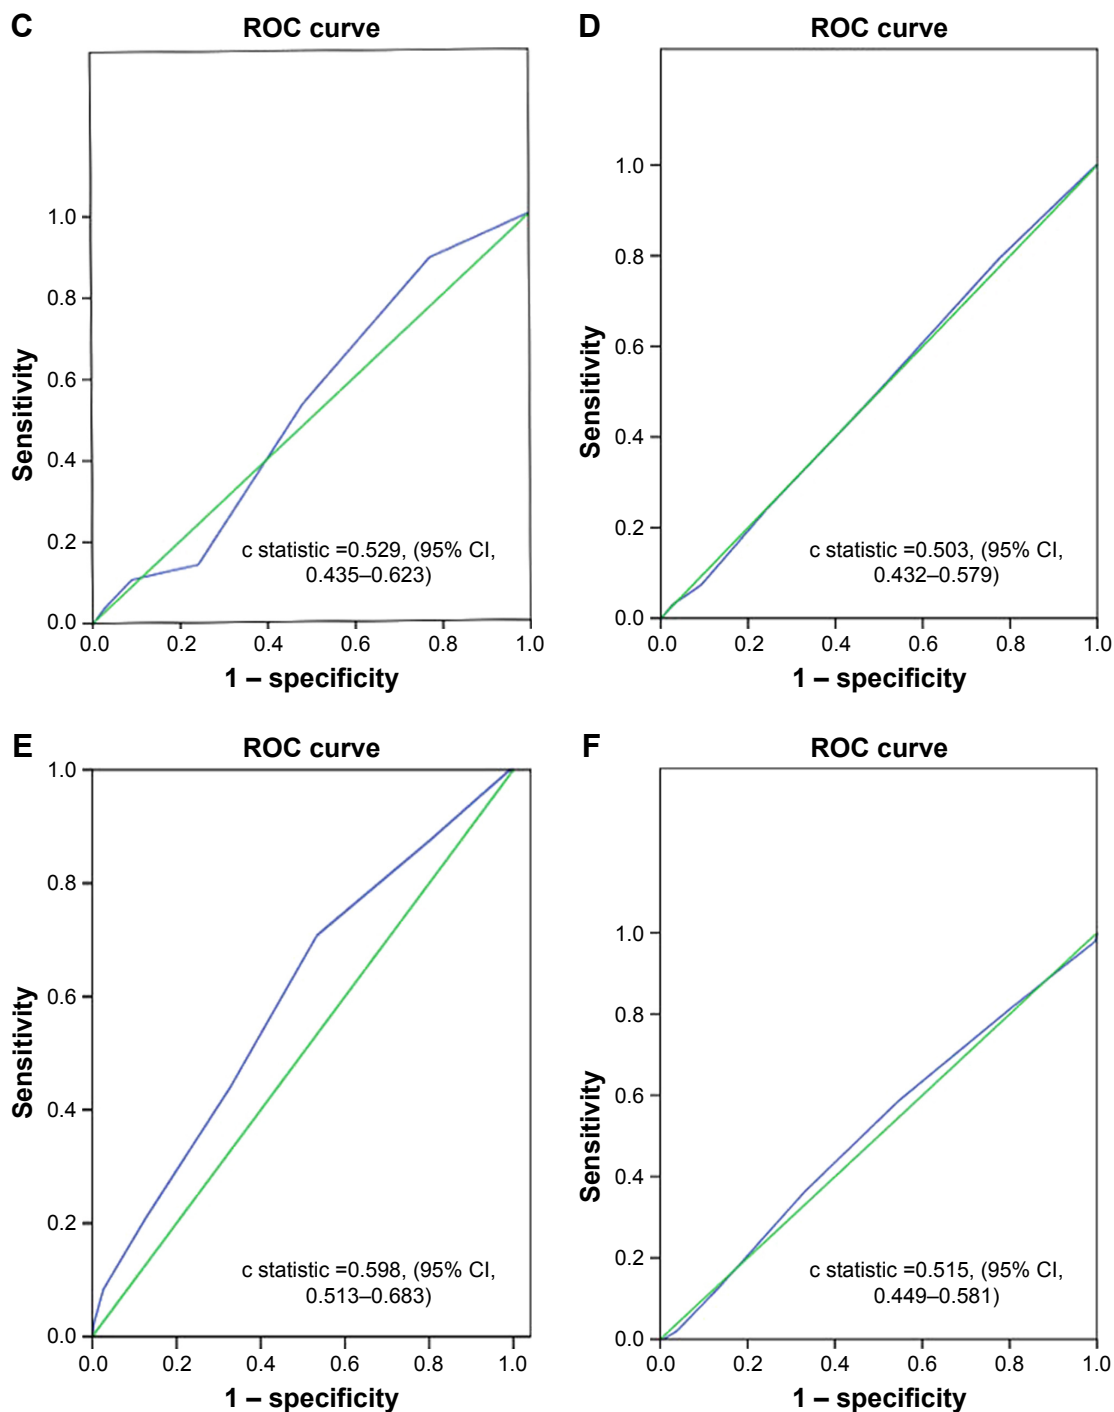 C
ROC curve
Sensitivity
1.0
0.8
0.6
0.4
0.2
0.0
c statistic =0.529, (95% CI,
0.435–0.623)
0.0 0.2 0.4 0.6 0.8 1.0
1 – specificity
D
ROC curve
Sensitivity
1.0
0.8
0.6
0.4
0.2
0.0
c statistic =0.503, (95% CI,
0.432–0.579)
0.0 0.2 0.4 0.6 0.8 1.0
1 – specificity
E
ROC curve
Sensitivity
1.0
0.8
0.6
0.4
0.2
0.0
c statistic =0.598, (95% CI,
0.513–0.683)
0.0 0.2 0.4 0.6 0.8 1.0
1 – specificity
F
ROC curve
Sensitivity
1.0
0.8
0.6
0.4
0.2
0.0
c statistic =0.515, (95% CI,
0.449–0.581)
0.0 0.2 0.4 0.6 0.8 1.0
1 – specificity